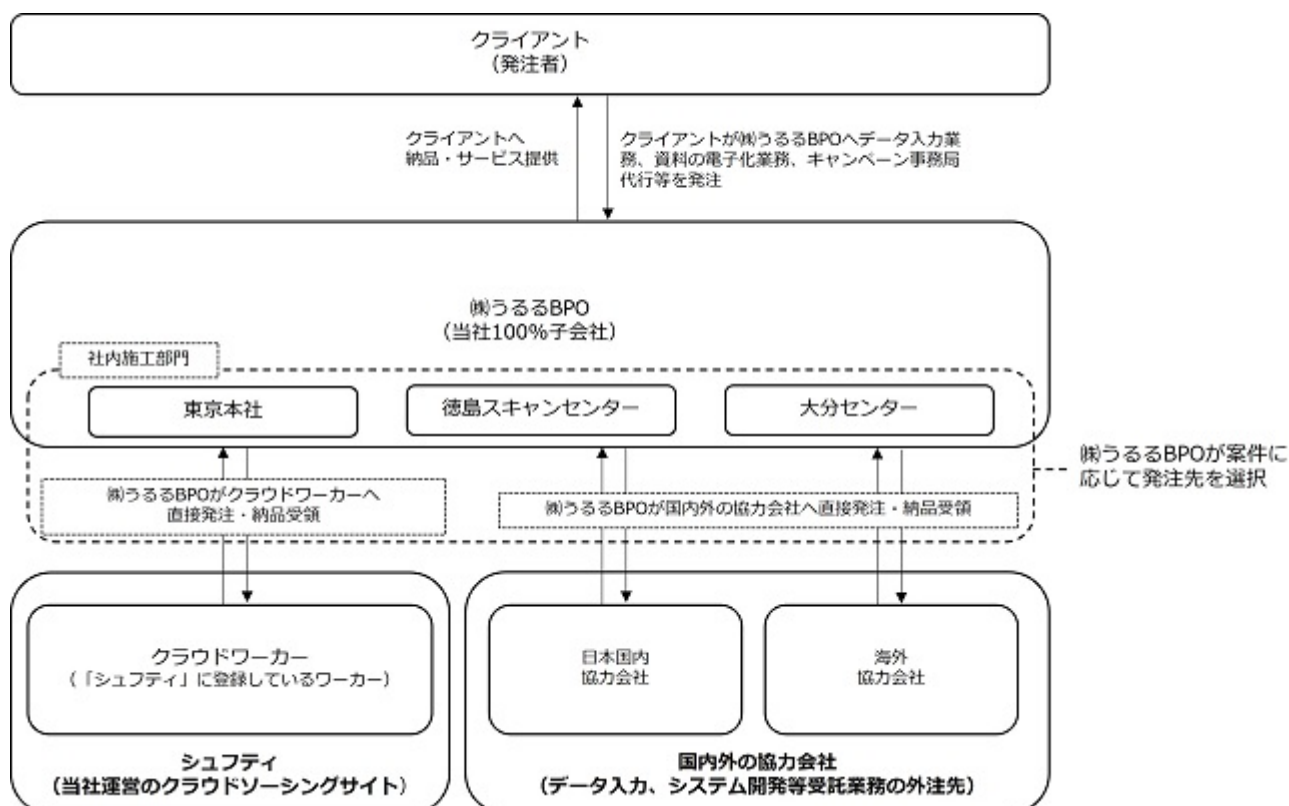 クライアント
（発注者）
クライアントへ
納品・サービス提供
クライアントが㈱うるるBPOへデータ入力業
務、資料の電子化業務、キャンペーン事務局
代行等を発注
㈱うるるBPO
（当社100%子会社）
社内施工部門
東京本社
徳島スキャンセンター
大分センター
㈱うるるBPOが案件に
応じて発注先を選択
㈱うるるBPOがクラウドワーカーへ
直接発注・納品受領
㈱うるるBPOが国内外の協力会社へ直接発注・納品受領
クラウドワーカー
（「シュフティ」に登録しているワーカー）
日本国内
協力会社
海外
協力会社
シュフティ
（当社運営のクラウドソーシングサイト）
国内外の協力会社
（データ入力、システム開発等受託業務の外注先）